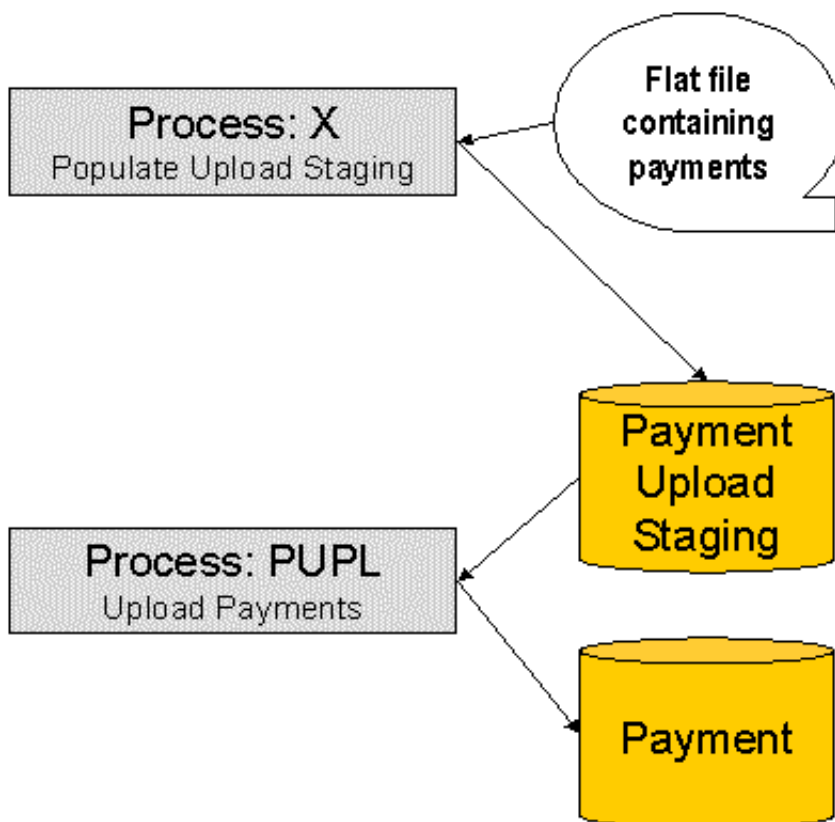 Process: X
Populate Upload Staging
Flat file
containing
payments
Payment
Upload
Staging
Process: PUPL
Upload Payments
Payment